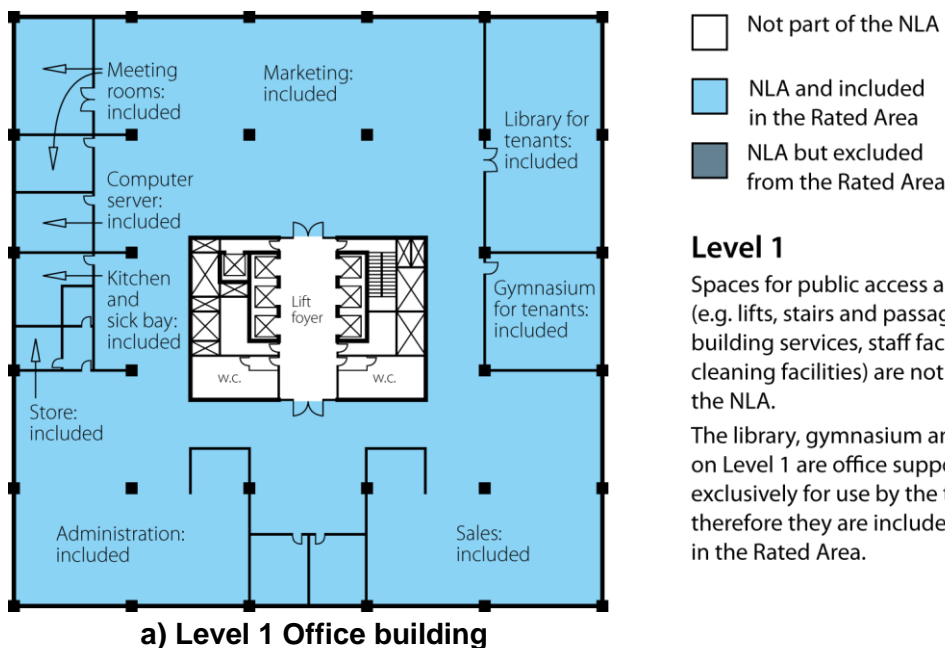 Meeting
rooms:
included
Marketing:
included
Library for
tenants:
included
Computer
server:
included
Kitchen
and
sick bay:
included
Lift
foyer
Gymnasium
for tenants:
included
w.c.
w.c.
Store:
included
Administration:
included
Sales:
included
a) Level 1 Office building
Not part of the NLA
NLA and included
in the Rated Area
NLA but excluded
from the Rated Area
Level 1
Spaces for public access a
(e.g. lifts, stairs and passag
building services, staff faci
cleaning facilities) are not
the NLA.
The library, gymnasium an
on Level 1 are office suppo
exclusively for use by the t
therefore they are include
in the Rated Area.